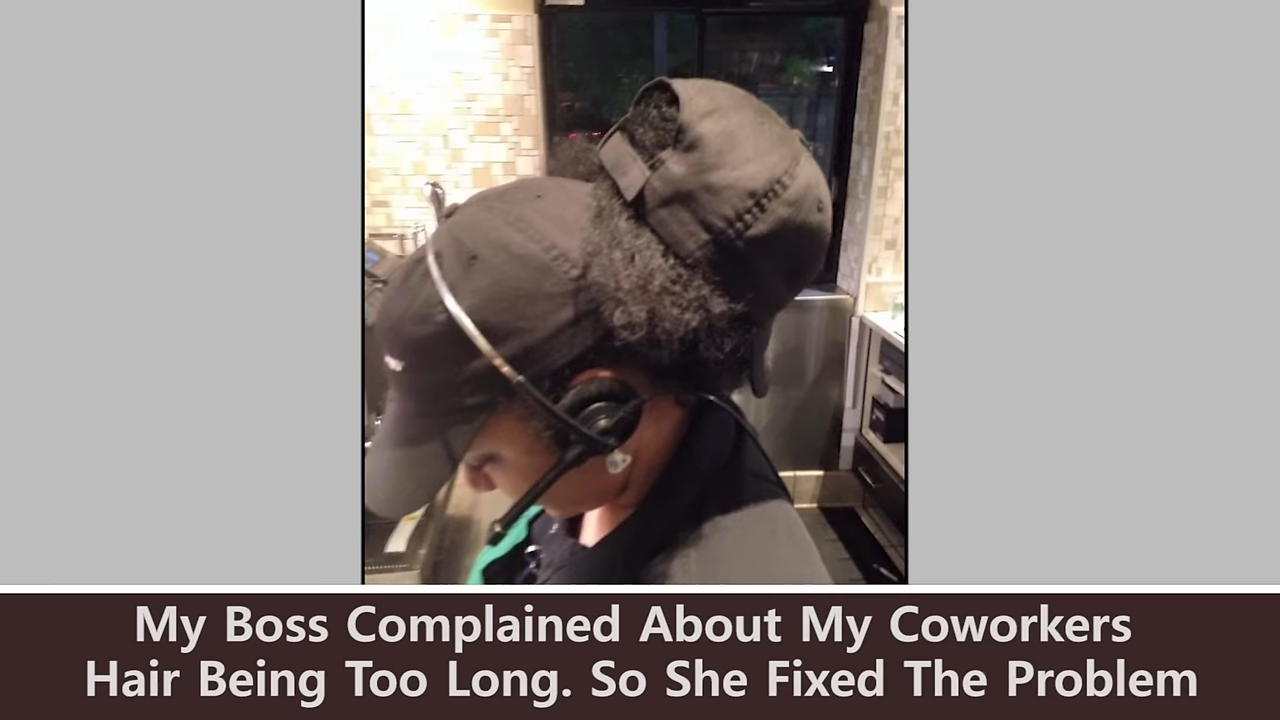 My Boss Complained About My Coworkers
Hair Being Too Long. So She Fixed The Problem